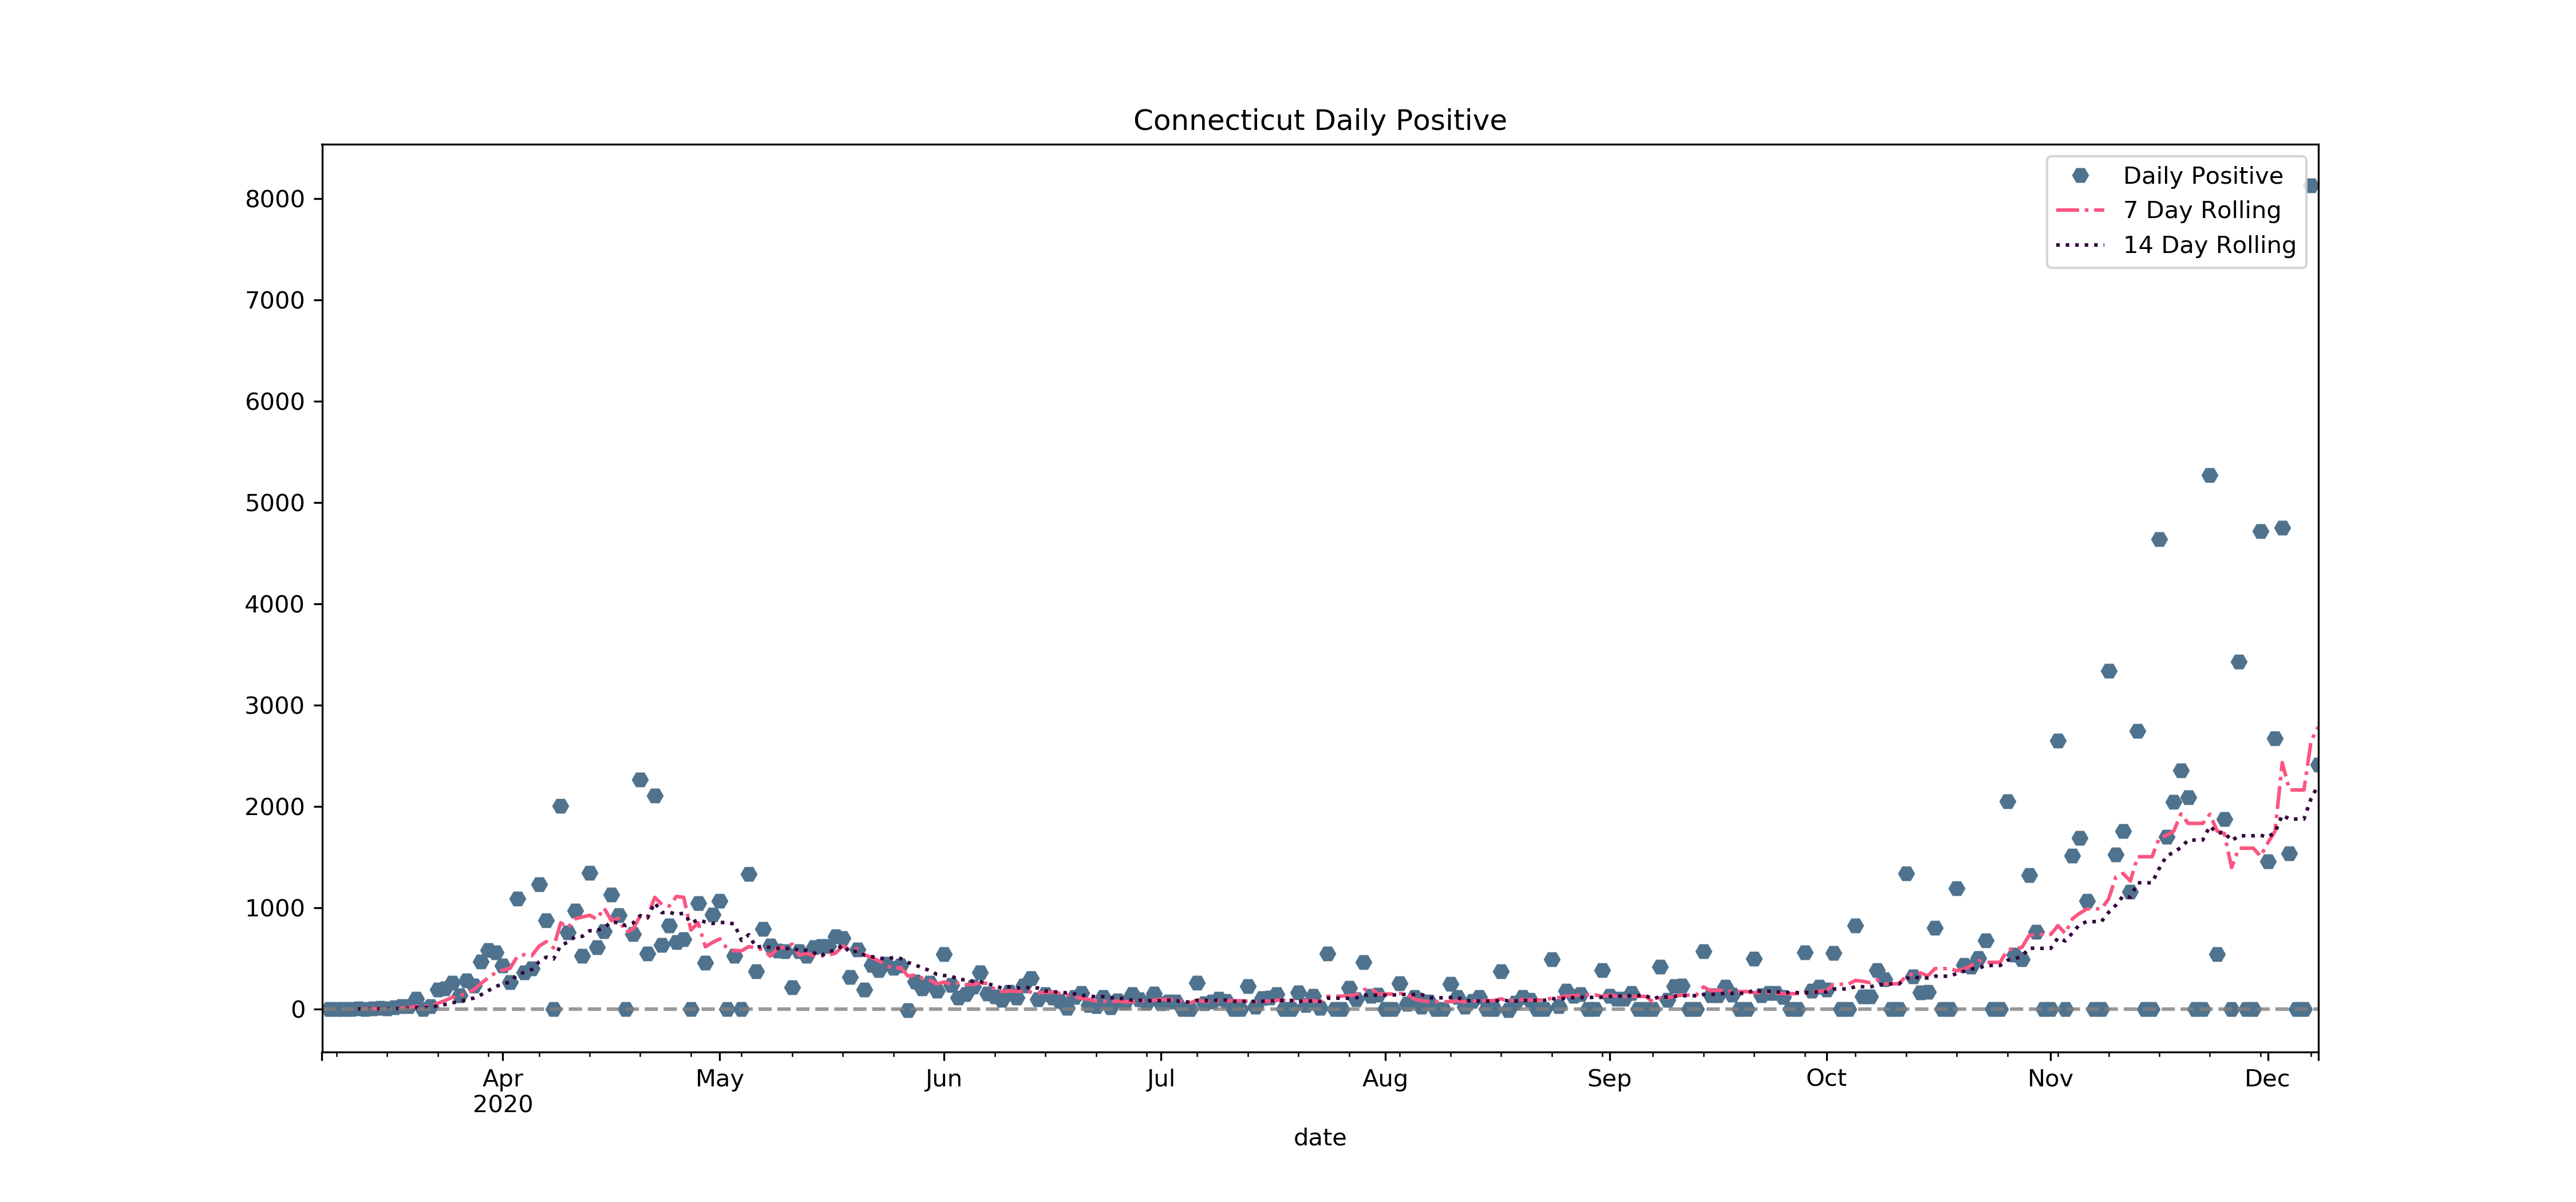 Connecticut Daily Positive
Daily Positive
7 Day Rolling
14 Day Rolling
8000
7000
6000
5000
4000
3000
2000
1000
0
Apr May Jun Jul Aug Sep Oct Nov Dec
2020
date